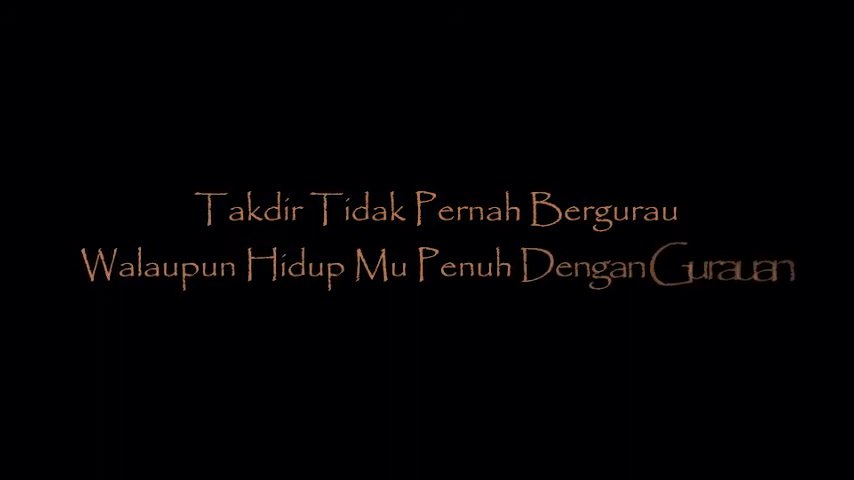 Takdir Tidak Pernah Bergurau
Walaupun Hidup Mu Penuh Dengan Gurauan